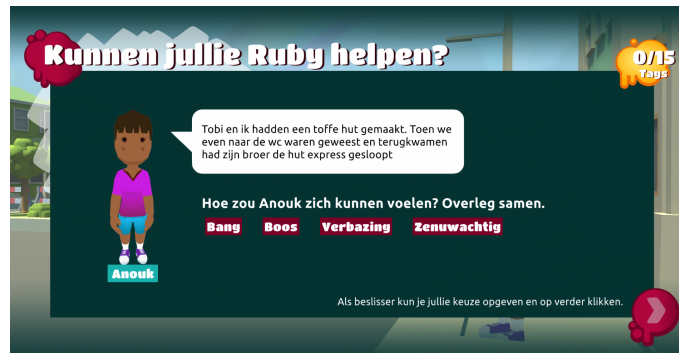 Kunnen jullie Ruby helpen?
0/15
Tags
Tobi en ik hadden een toffe hut gemaakt. Toen we
even naar de wc waren geweest en terugkwamen
had zijn broer de hut express gesloopt
Hoe zou Anouk zich kunnen voelen? Overleg samen.
Bang Boos Verbazing Zenuwachtig
Anouk
Als beslisser kun je jullie keuze opgeven en op verder klikken.